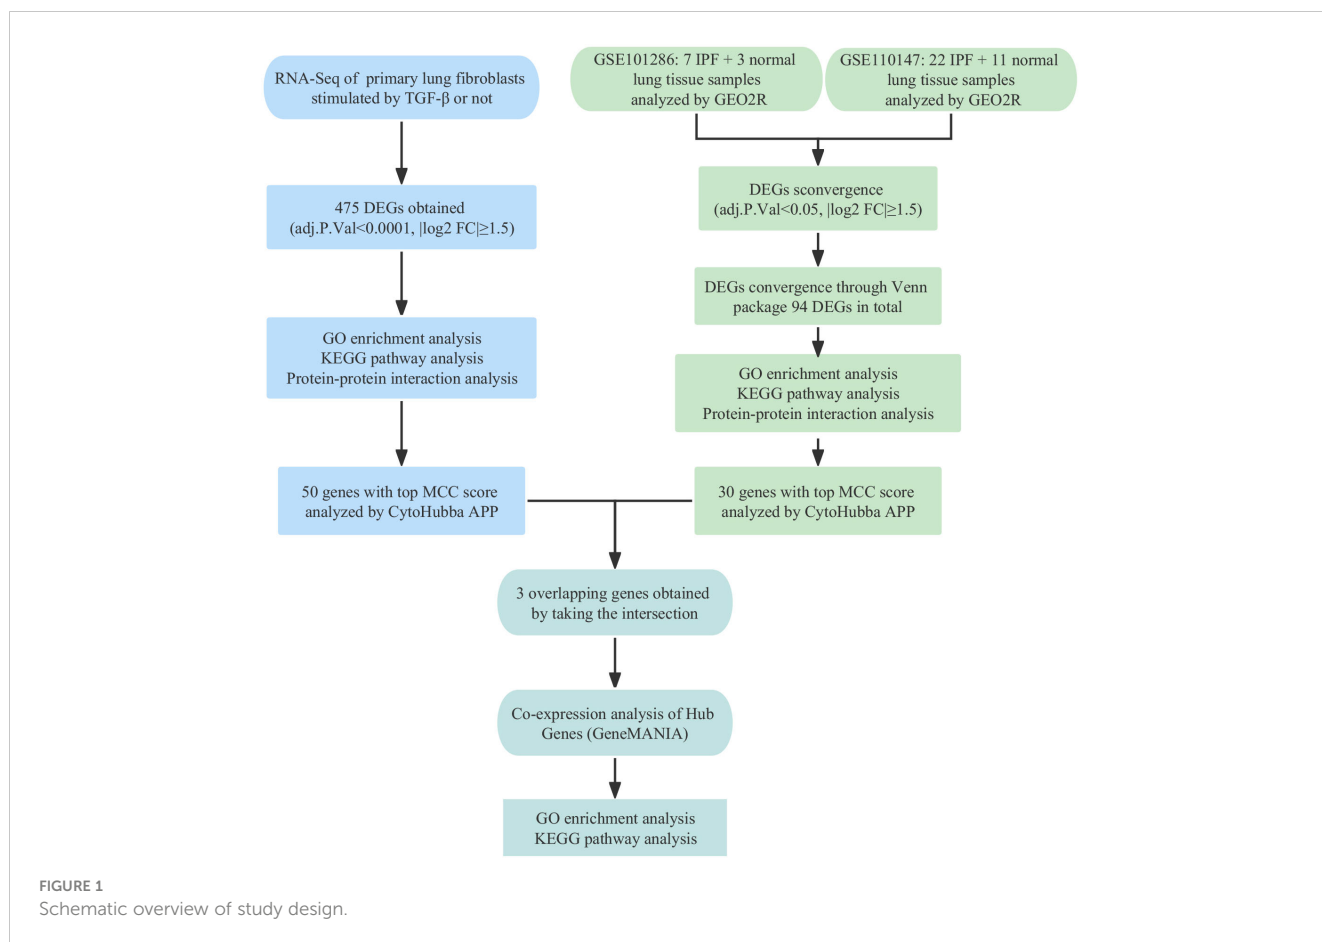 RNA-Seq of primary lung fibroblasts
stimulated by TGF-β or not
475 DEGs obtained
(adj.P.Val<0.0001, |log2 FC|≥1.5)
GO enrichment analysis
KEGG pathway analysis
Protein-protein interaction analysis
50 genes with top MCC score
analyzed by CytoHubba APP
GSE101286: 7 IPF + 3 normal
lung tissue samples
analyzed by GEO2R
GSE110147: 22 IPF + 11 normal
lung tissue samples
analyzed by GEO2R
DEGs sconvergence
(adj.P.Val<0.05, |log2 FC|≥1.5)
DEGs convergence through Venn
package 94 DEGs in total
GO enrichment analysis
KEGG pathway analysis
Protein-protein interaction analysis
30 genes with top MCC score
analyzed by CytoHubba APP
3 overlapping genes obtained
by taking the intersection
Co-expression analysis of Hub
Genes (GeneMANIA)
GO enrichment analysis
KEGG pathway analysis
FIGURE 1
Schematic overview of study design.